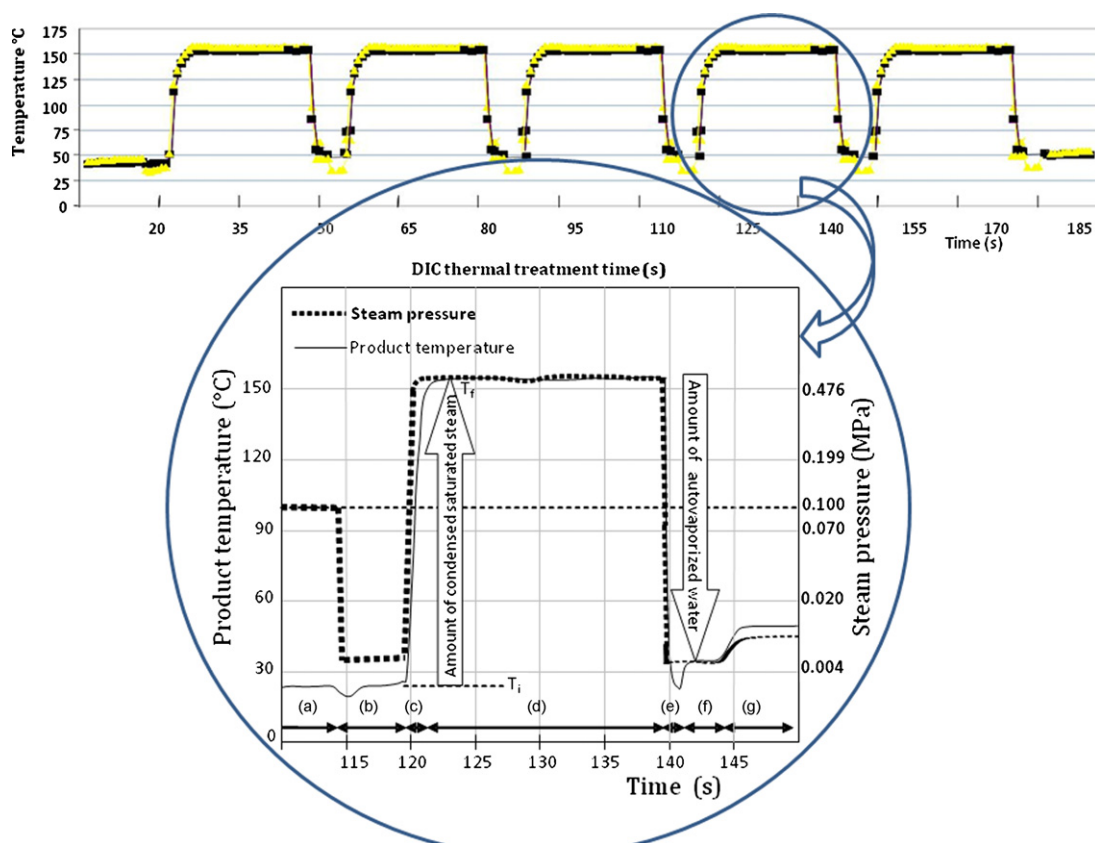 Temperature °C
175
150
125
100
75
50
25
0
20 35 50 65 80 95 110 125 140 155 170 185
Time (s)
DIC thermal treatment time (s)
Steam pressure
Product temperature
Product temperature (°C)
150
120
90
60
30
0
0.476
0.199
0.100
0.070
0.020
0.004
Steam pressure (MPa)
Tf
Amount of condensed saturated steam
Amount of autovaporized
water
Ti
(a) (b) (c) (d) (e) (f) (g)
115 120 125 130 135 140 145
Time (s)